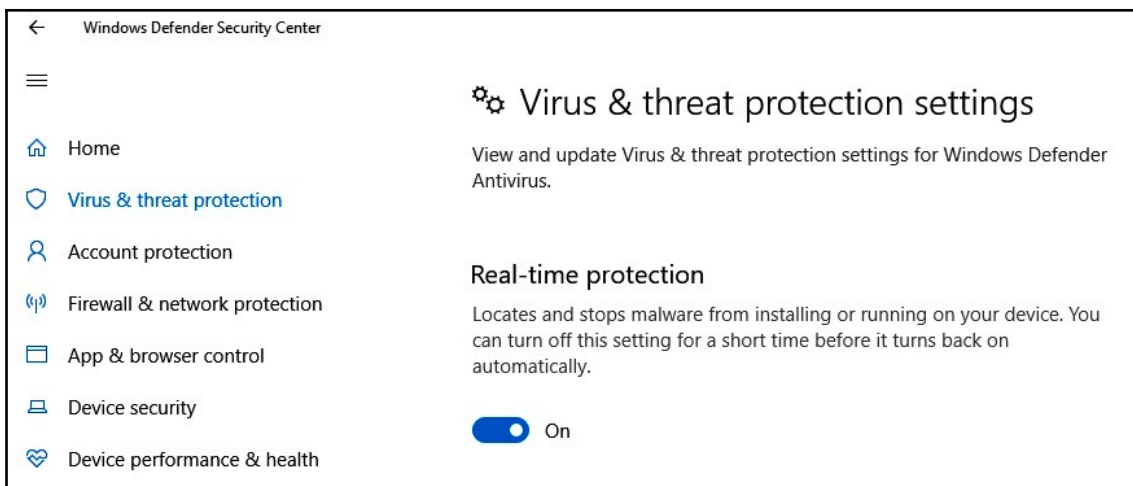 Windows Defender Security Center
Home
Virus & threat protection
Account protection
Firewall & network protection
App & browser control
Device security
Device performance & health
Virus & threat protection settings
View and update Virus & threat protection settings for Windows Defender
Antivirus.
Real-time protection
Locates and stops malware from installing or running on your device. You
can turn off this setting for a short time before it turns back on
automatically.
On